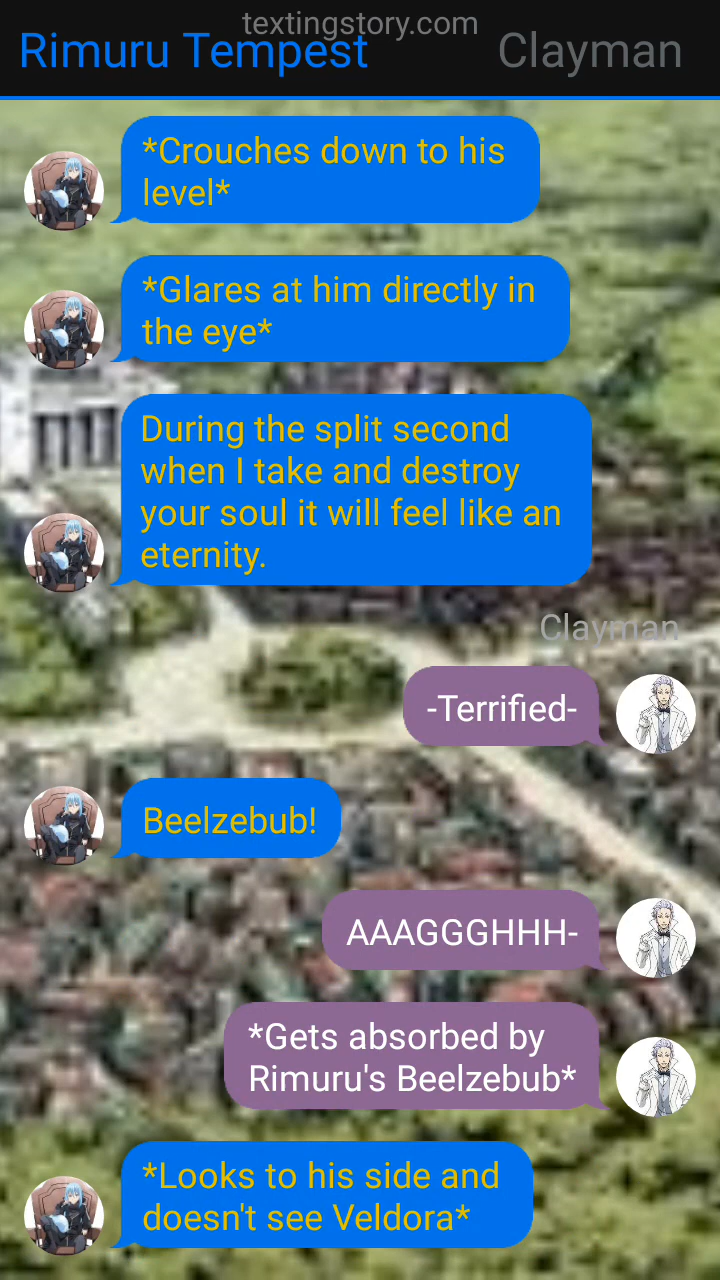 textingstory.com
Rimuru Tempest Clayman
*Crouches down to his
level*
*Glares at him directly in
the eye*
During the split second
when I take and destroy
your soul it will feel like an
eternity.
Clayman
-Terrified-
Beelzebub!
AAAGGGHHH-
*Gets absorbed by
Rimuru's Beelzebub*
*Looks to his side and
doesn't see Veldora*